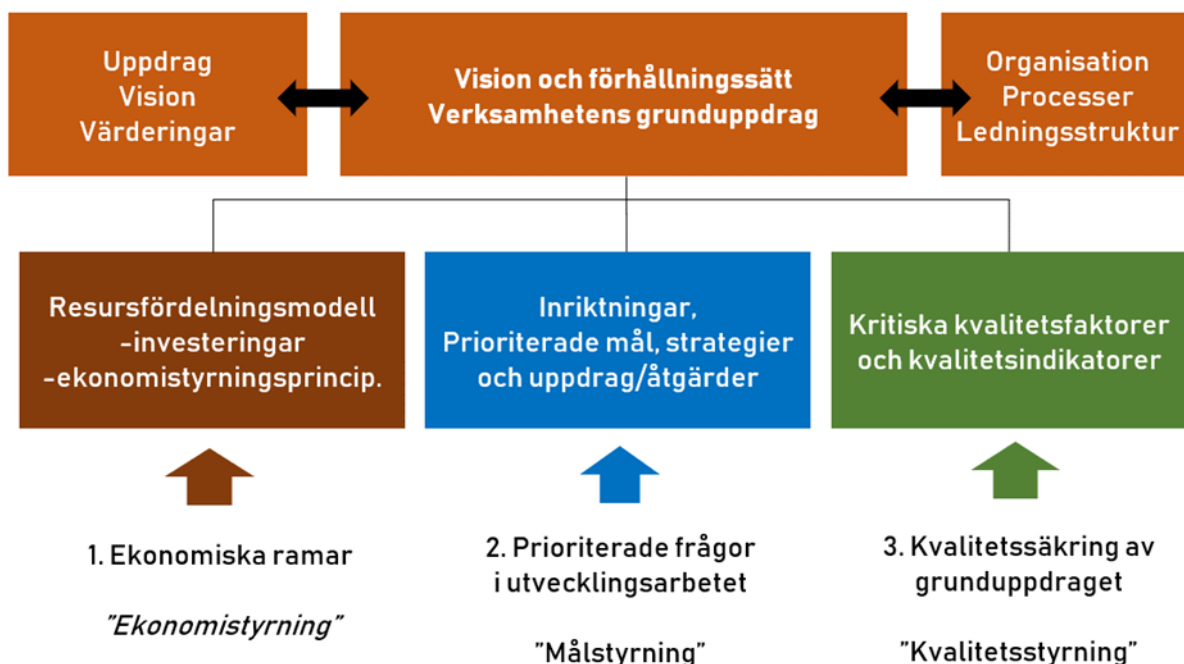 Uppdrag
Vision
Värderingar
Vision och förhållningssätt
Verksamhetens grunduppdrag
Organisation
Processer
Ledningsstruktur
Resursfördelningsmodell
-investeringar
-ekonomistyrningsprincip.
Inriktningar,
Prioriterade mål, strategier
och uppdrag/åtgärder
Kritiska kvalitetsfaktorer
och kvalitetsindikatorer
1. Ekonomiska ramar
”Ekonomistyrning”
2. Prioriterade frågor
i utvecklingsarbetet
”Målstyrning”
3. Kvalitetssäkring av
grunduppdraget
”Kvalitetsstyrning”